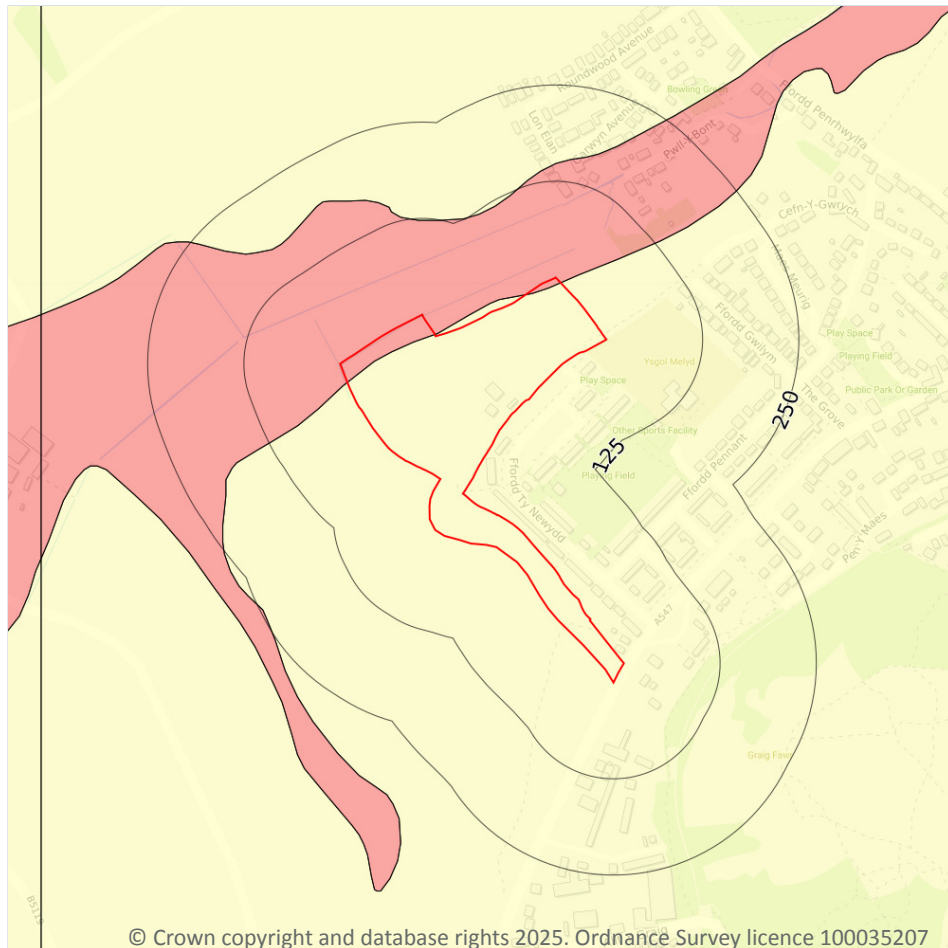 Roundwood Avenue
Bowling Green
Ffordd Penrhwylfa
Lon Elan
Tarwyn Avenue
Pwll-Y-Bont
Cefn-Y-Gwrych
Maes Meurig
Ffordd Gwilym
Play Space
Playing Field
Ysgol Melyd
Play Space
Public Park Or Garden
The Grove
250
Other Sports Facility
125
Ffordd Pennant
Playing Field
Ffordd Ty Newydd
Pen-Y-Maes
A547
Graig Fawr
B5119
© Crown copyright and database rights 2025. Ordnance Survey licence 100035207